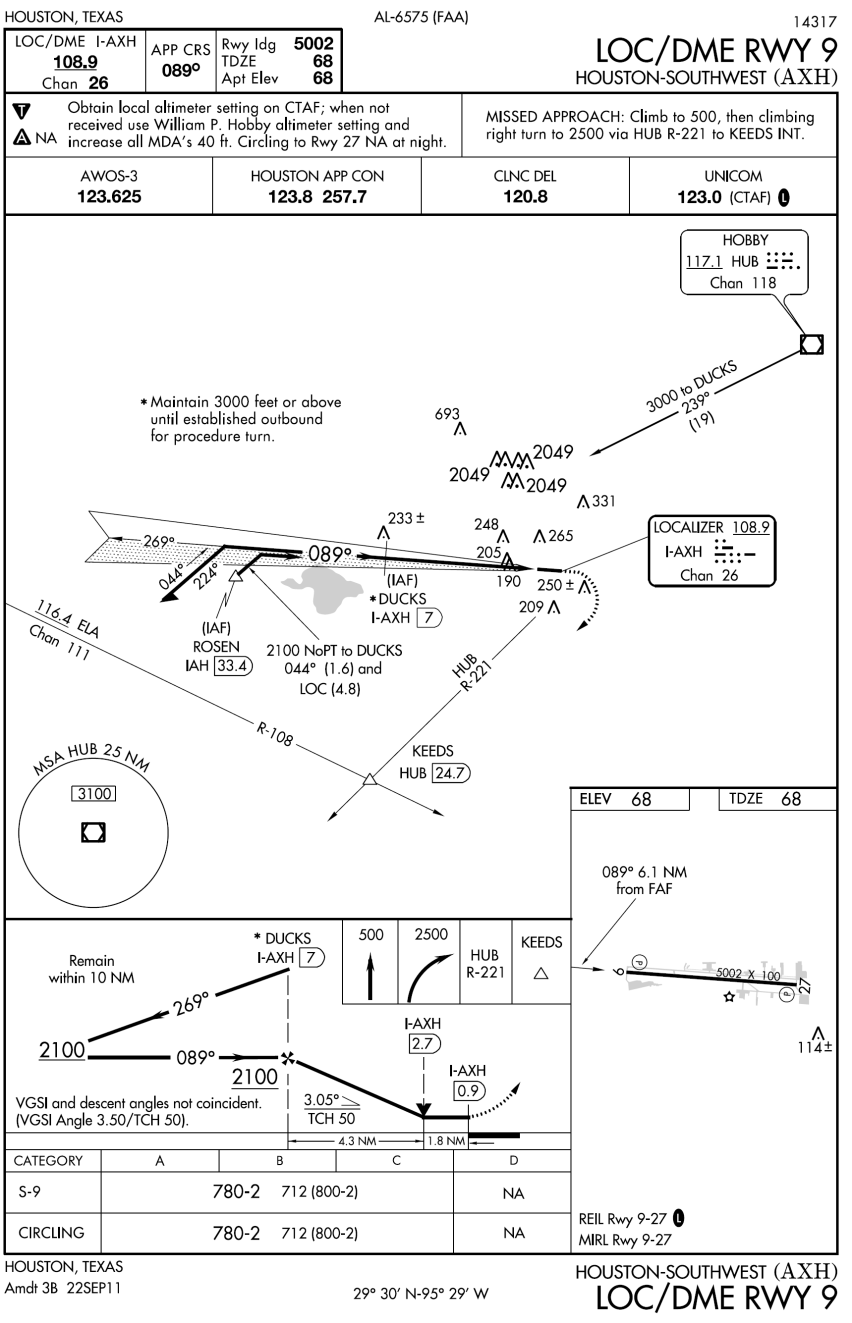 HOUSTON, TEXAS
AL-6575 (FAA)
14317
LOC/DME I-AXH
108.9
Chan 26
APP CRS
089°
Rwy Idg 5002
TDZE 68
Apt Elev 68
LOC/DME RWY 9
HOUSTON-SOUTHWEST (AXH)
T
A NA
Obtain local altimeter setting on CTAF; when not
received use William P. Hobby altimeter setting and
increase all MDA's 40 ft. Circling to Rwy 27 NA at night.
MISSED APPROACH: Climb to 500, then climbing
right turn to 2500 via HUB R-221 to KEEDS INT.
AWOS-3
123.625
HOUSTON APP CON
123.8 257.7
CLNC DEL
120.8
UNICOM
123.0 (CTAF) L
HOBBY
117.1 HUB
Chan 118
3000 to DUCKS
239°
(19)
* Maintain 3000 feet or above
until established outbound
for procedure turn.
693
2049
2049
2049
331
233 ±
248
265
205
190
250 ±
209
LOCALIZER 108.9
I-AXH
Chan 26
269°
089°
044°
224°
(IAF)
* DUCKS
I-AXH 7
(IAF)
ROSEN
IAH 33.4
2100 NoPT to DUCKS
044° (1.6) and
LOC (4.8)
116.4 ELA
Chan 111
R-108
HUB
R-221
KEEDS
HUB 24.7
MSA HUB 25 NM
3100
ELEV 68
TDZE 68
089° 6.1 NM
from FAF
9
P
5002 X 100
P
27
114±
REIL Rwy 9-27 L
MIRL Rwy 9-27
Remain
within 10 NM
* DUCKS
I-AXH 7
500
2500
HUB
R-221
KEEDS
269°
2100
089°
2100
I-AXH
2.7
I-AXH
0.9
VGSI and descent angles not coincident.
(VGSI Angle 3.50/TCH 50).
3.05°
TCH 50
4.3 NM
1.8 NM
CATEGORY A B C D
S-9 780-2 712 (800-2) NA
CIRCLING 780-2 712 (800-2) NA
HOUSTON, TEXAS
Amdt 3B 22SEP11
29° 30' N-95° 29' W
HOUSTON-SOUTHWEST (AXH)
LOC/DME RWY 9